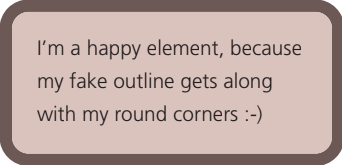 I’m a happy element, because
my fake outline gets along
with my round corners :-)